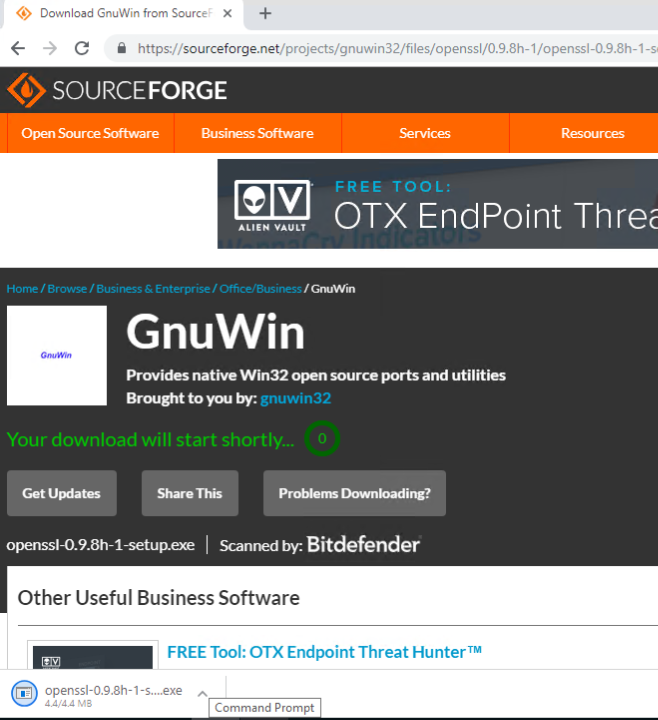 Download GnuWin from SourceF
https://sourceforge.net/projects/gnuwin32/files/openssl/0.9.8h-1/openssl-0.9.8h-1-s
SOURCEFORGE
Open Source Software Business Software Services Resources
FREE TOOL:
OTX EndPoint Threa
ALIEN VAULT
WannaCry Indicators
Home / Browse / Business & Enterprise / Office/Business / GnuWin
GnuWin
GnuWin
Provides native Win32 open source ports and utilities
Brought to you by: gnuwin32
Your download will start shortly... 0
Get Updates Share This Problems Downloading?
openssl-0.9.8h-1-setup.exe | Scanned by: Bitdefender
Other Useful Business Software
FREE Tool: OTX Endpoint Threat Hunter™
openssl-0.9.8h-1-s....exe
4.4/4.4 MB
Command Prompt